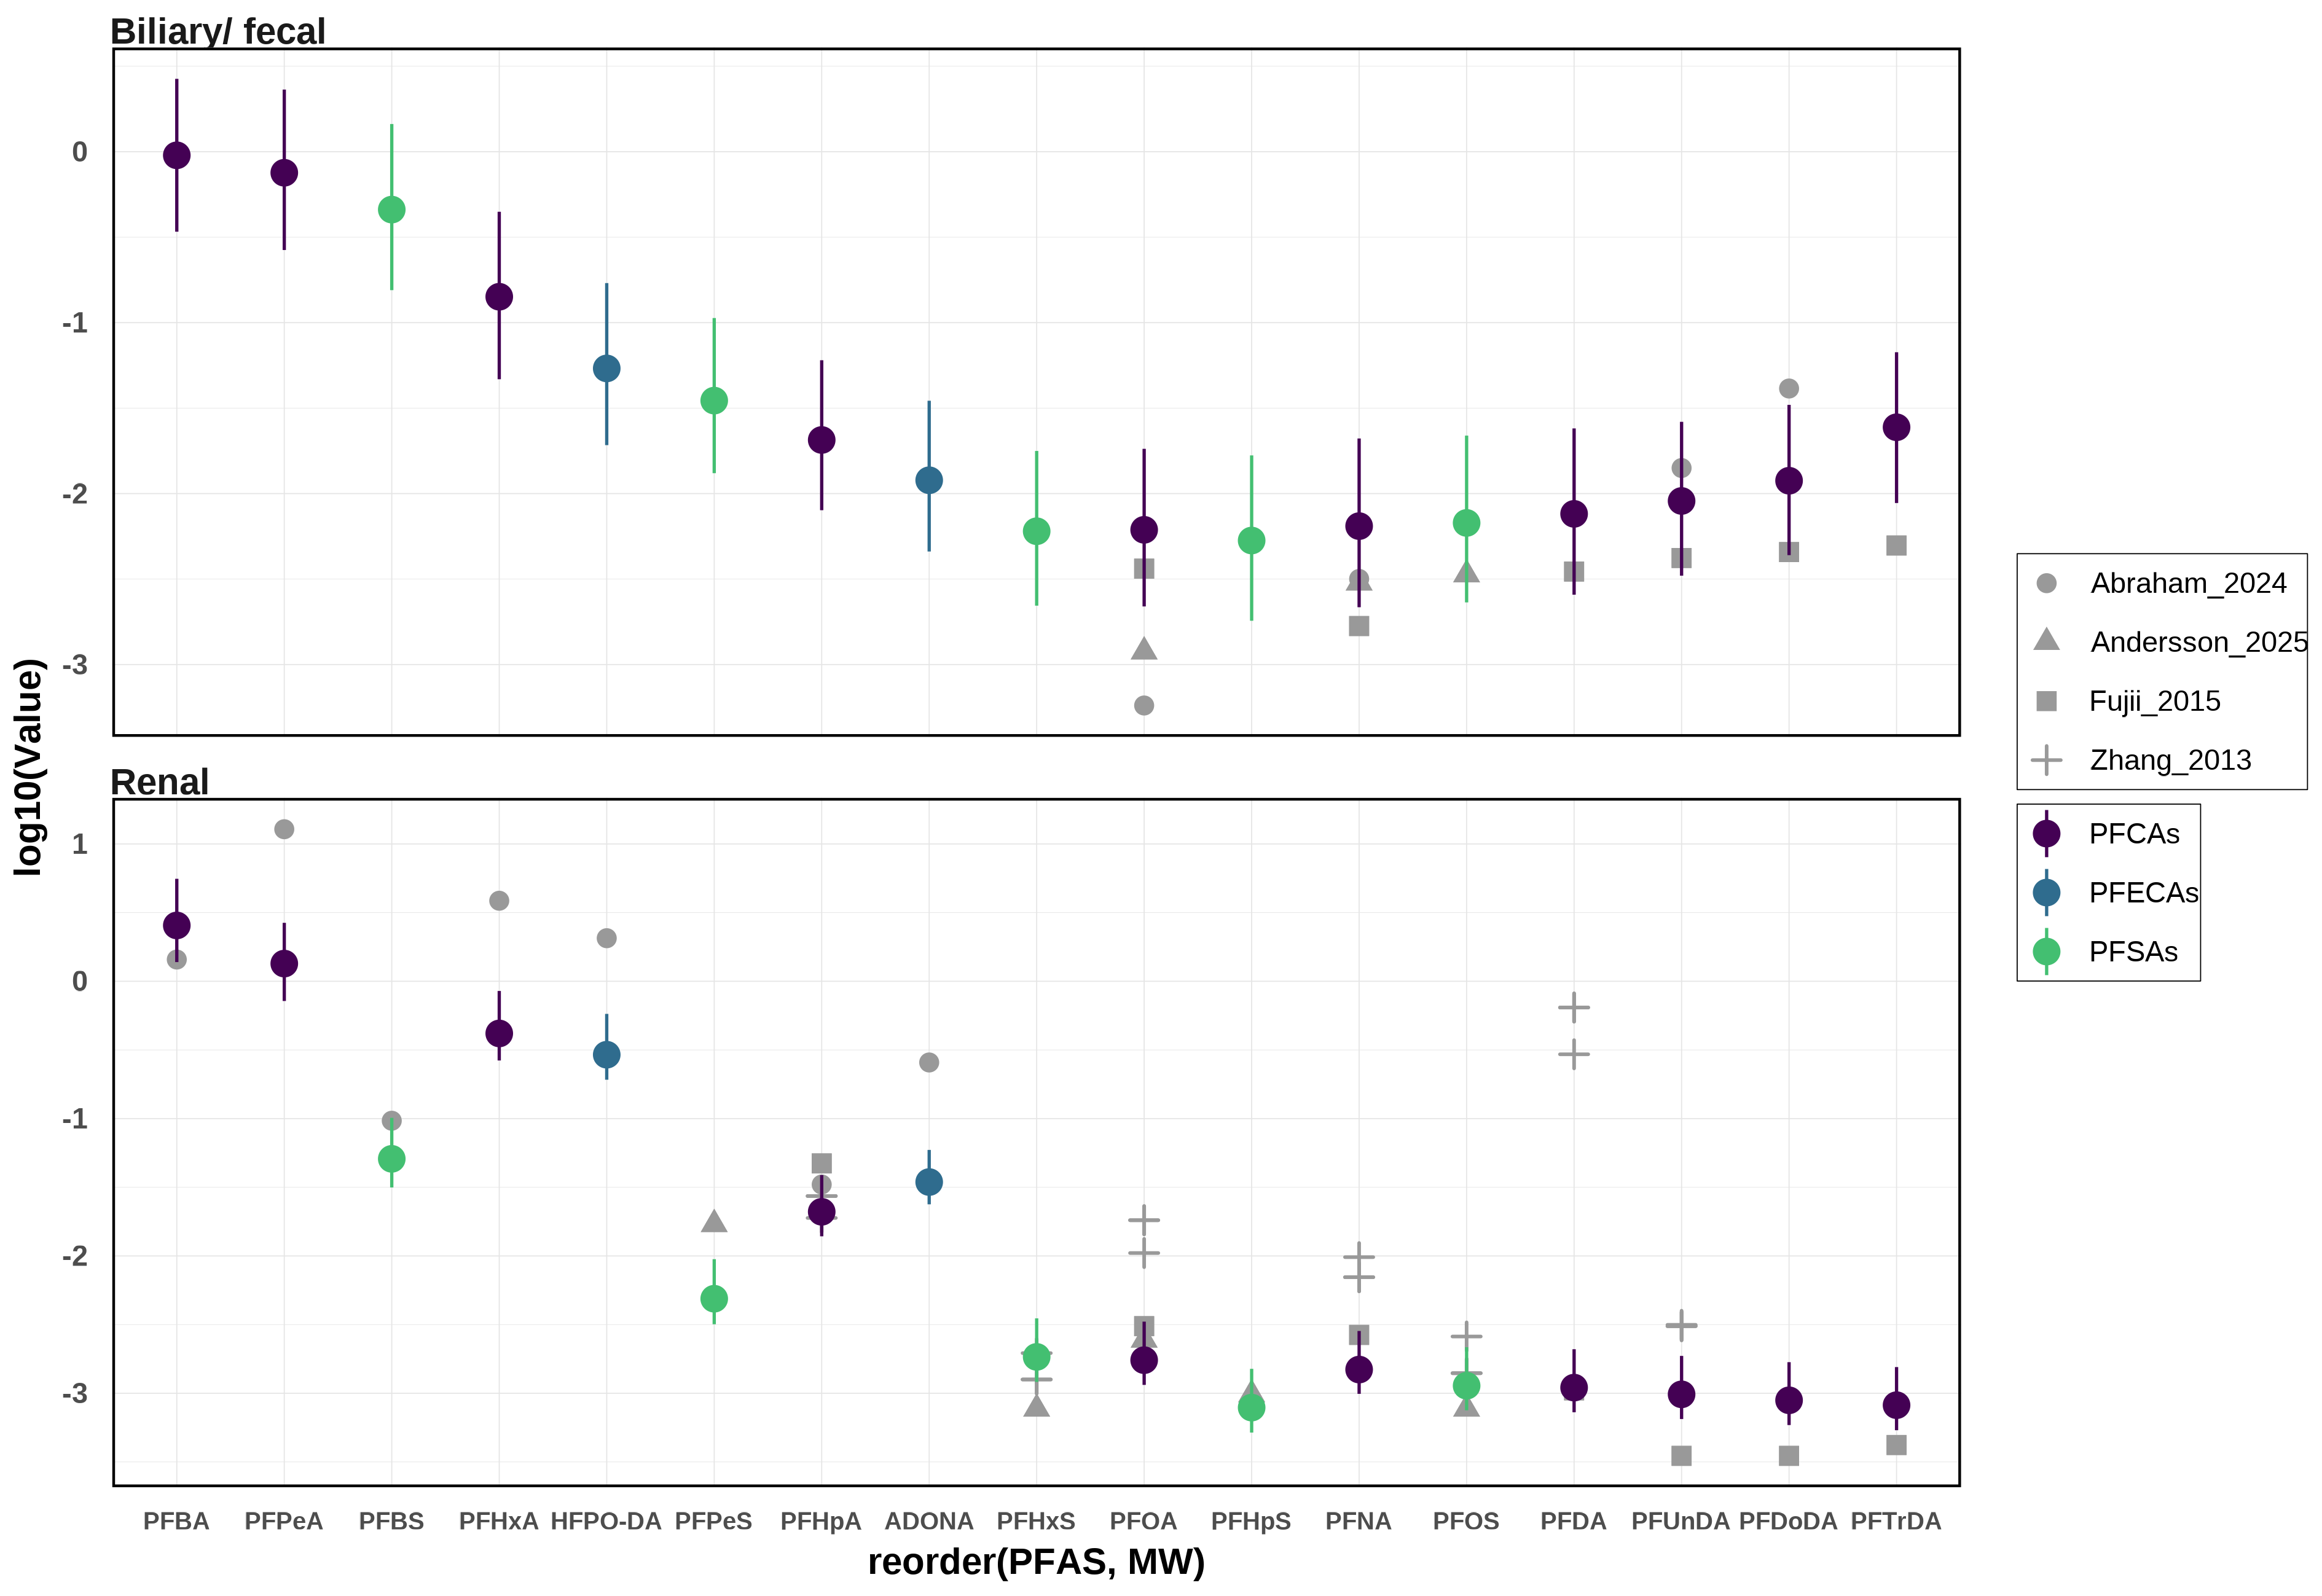 Biliary/ fecal
0
-1
-2
-3
Renal
1
0
-1
-2
-3
log10(Value)
PFBA PFPeA PFBS PFHxA HFPO-DA PFPeS PFHpA ADONA PFHxS PFOA PFHpS PFNA PFOS PFDA PFUnDA PFDoDA PFTrDA
reorder(PFAS, MW)
Abraham_2024
Andersson_2025
Fujii_2015
Zhang_2013
PFCAs
PFECAs
PFSAs